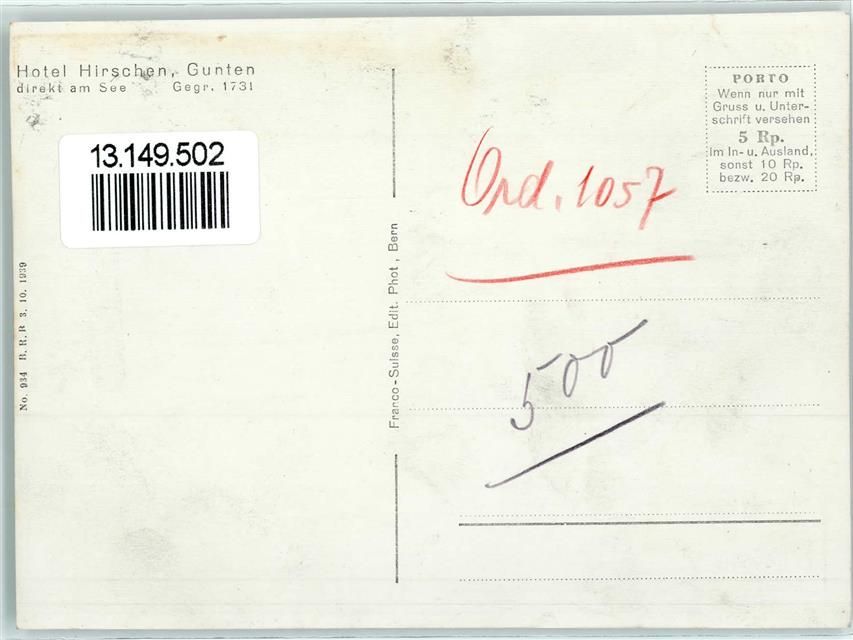 Hotel Hirschen, Gunten
direkt am See Gegr. 1731
13.149.502
No. 934 B. R. B 3. 10. 1939
Franco-Suisse, Edit. Phot, Bern
PORTO
Wenn nur mit
Gruss u. Unter-
schrift versehen
5 Rp.
im In- u. Ausland,
sonst 10 Rp.
bezw. 20 Rp.
Ord. 1057
500